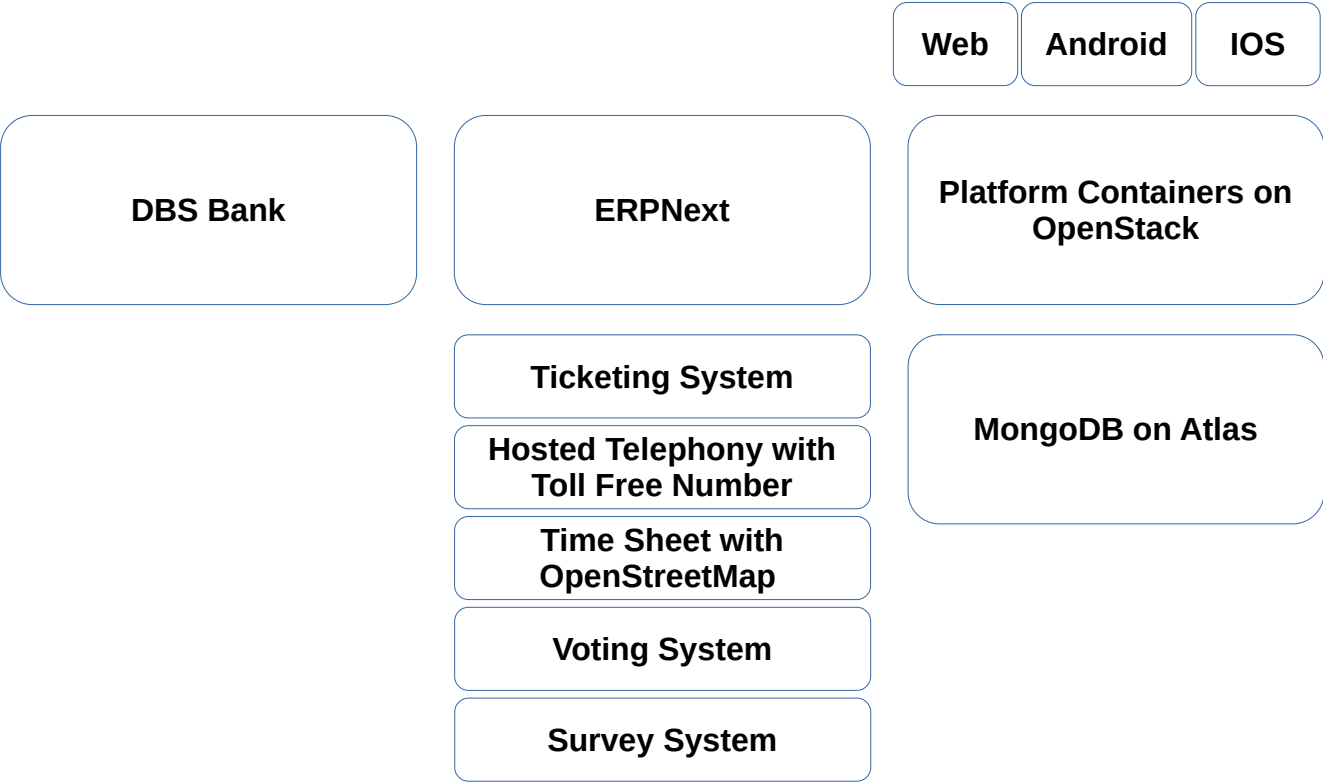 Web
Android
IOS
DBS Bank
ERPNext
Platform Containers on
OpenStack
Ticketing System
Hosted Telephony with
Toll Free Number
Time Sheet with
OpenStreetMap
Voting System
Survey System
MongoDB on Atlas